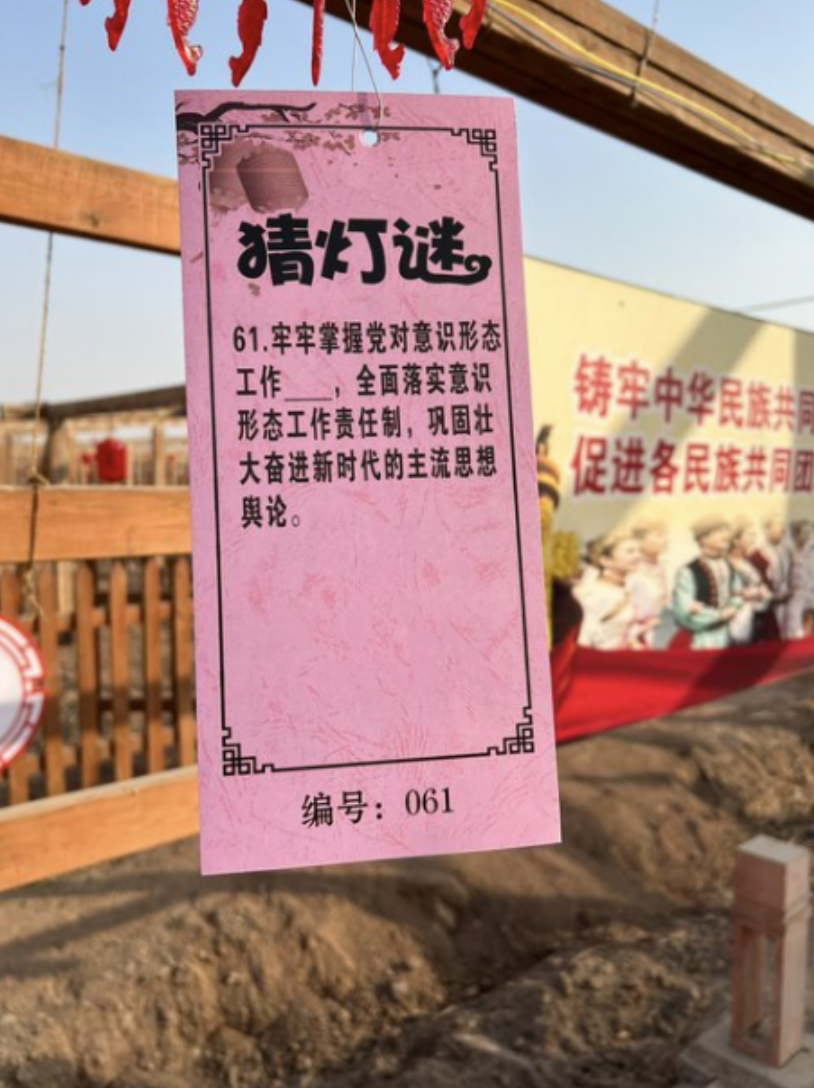 猜灯谜
61.牢牢掌握党对意识形态
工作___，全面落实意识
形态工作责任制，巩固壮
大奋进新时代的主流思想
舆论。
编号：061
铸牢中华民族共同
促进各民族共同团